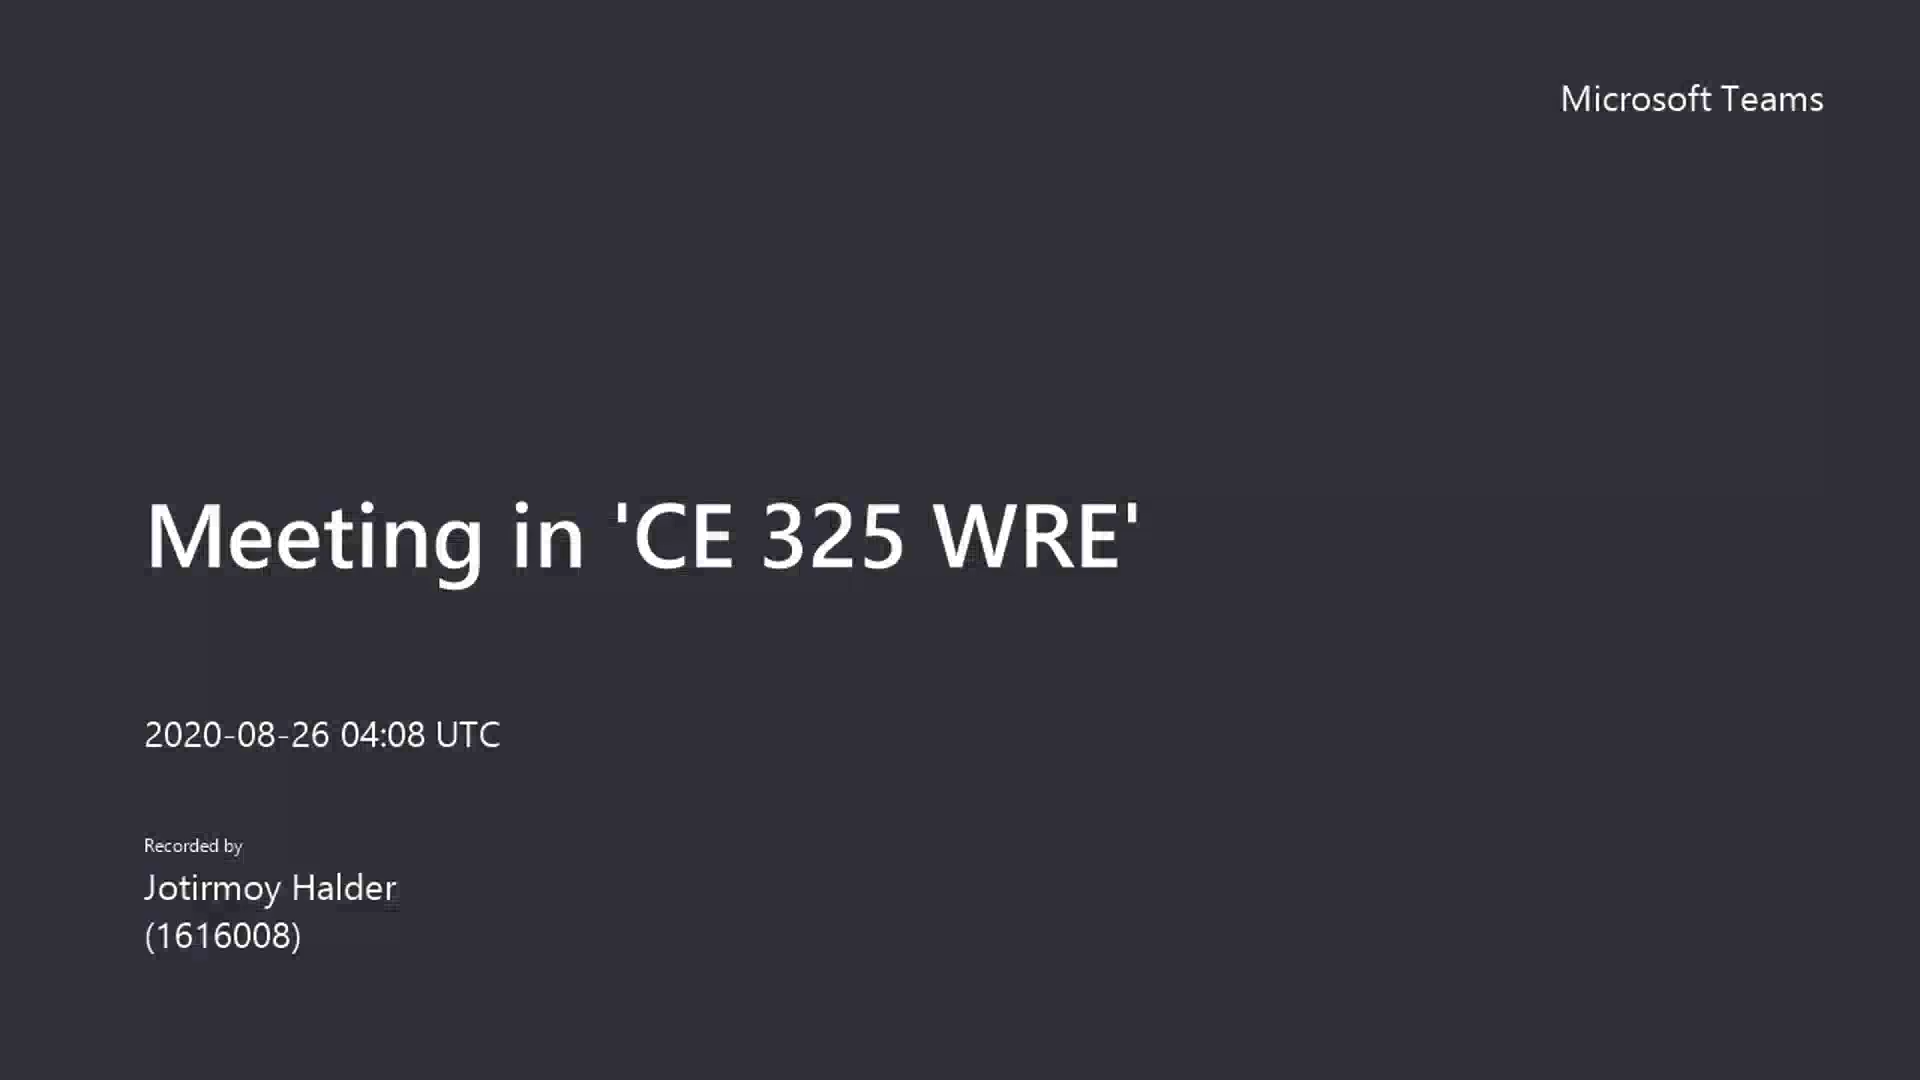 Microsoft Teams
Meeting in 'CE 325 WRE'
2020-08-26 04:08 UTC
Recorded by
Jotirmoy Halder
(1616008)